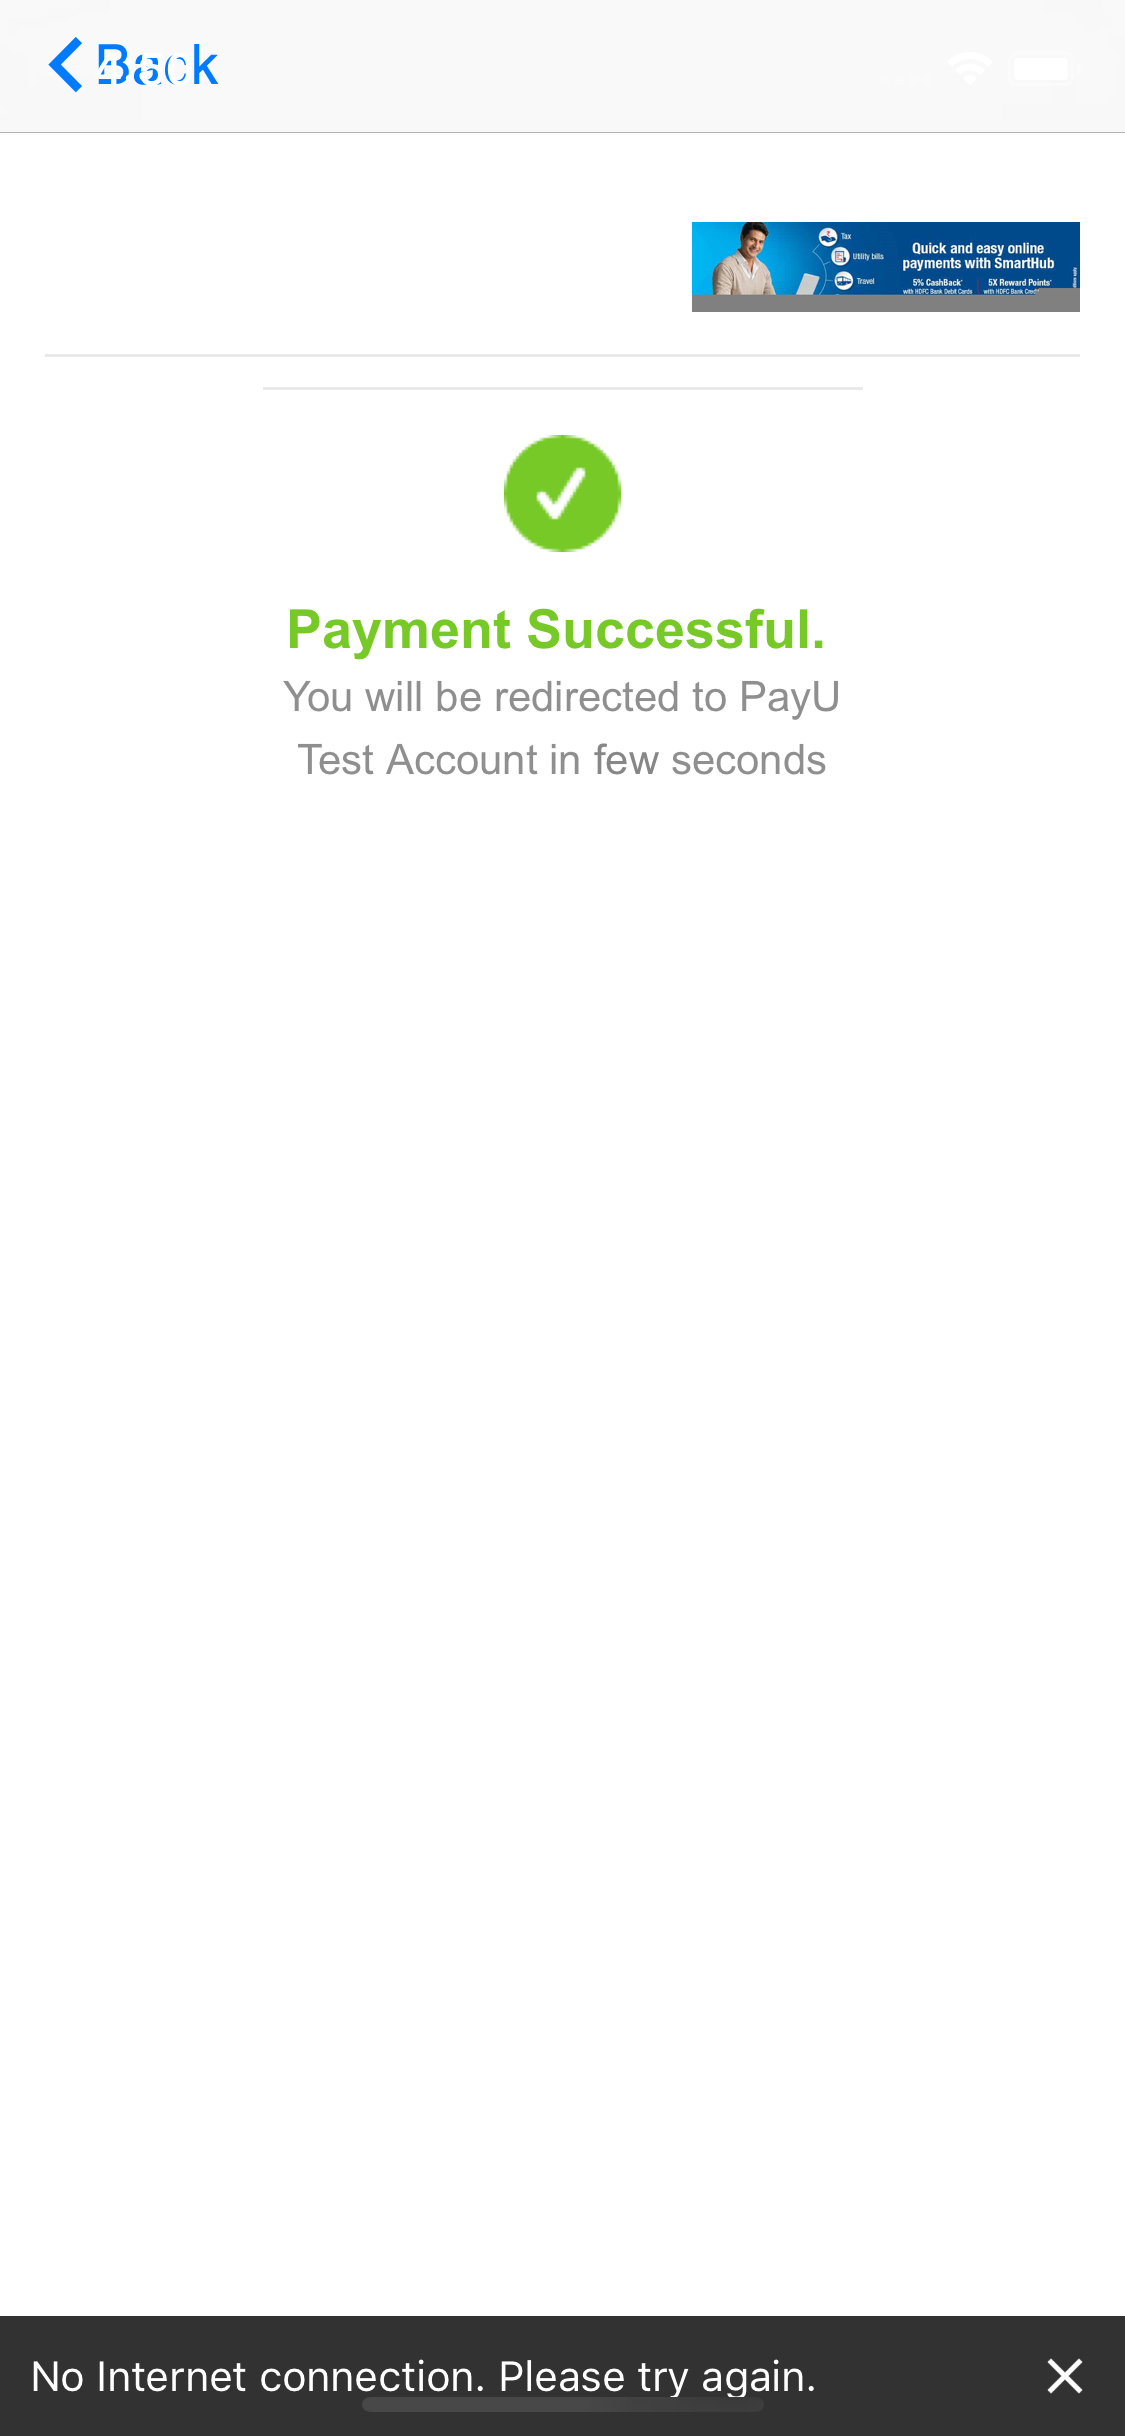 Back
Tax
Utility bills
Travel
Quick and easy online
payments with SmartHub
5% CashBack*
with HDFC Bank Debit Cards
5X Reward Points*
with HDFC Bank
Payment Successful.
You will be redirected to PayU
Test Account in few seconds
No Internet connection. Please try again.